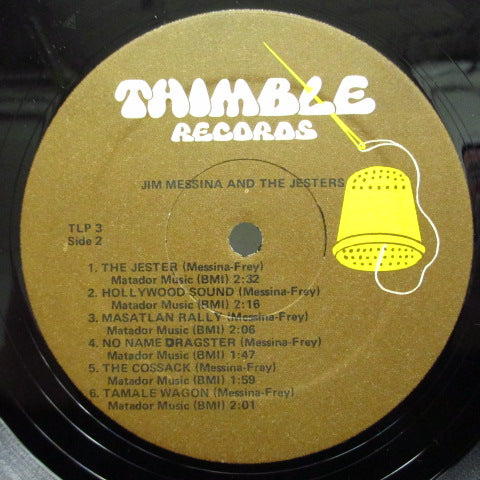 THIMBLE
RECORDS
JIM MESSINA AND THE JESTERS
TLP 3
Side 2
1. THE JESTER (Messina-Frey)
Matador Music (BMI) 2:32
2. HOLLYWOOD SOUND (Messina-Frey)
Matador Music (BMI) 2:16
3. MASATLAN RALLY (Messina-Frey)
Matador Music (BMI) 2:06
4. NO NAME DRAGSTER (Messina-Frey)
Matador Music (BMI) 1:47
5. THE COSSACK (Messina-Frey)
Matador Music (BMI) 1:59
6. TAMALE WAGON (Messina-Frey)
Matador Music (BMI) 2:01